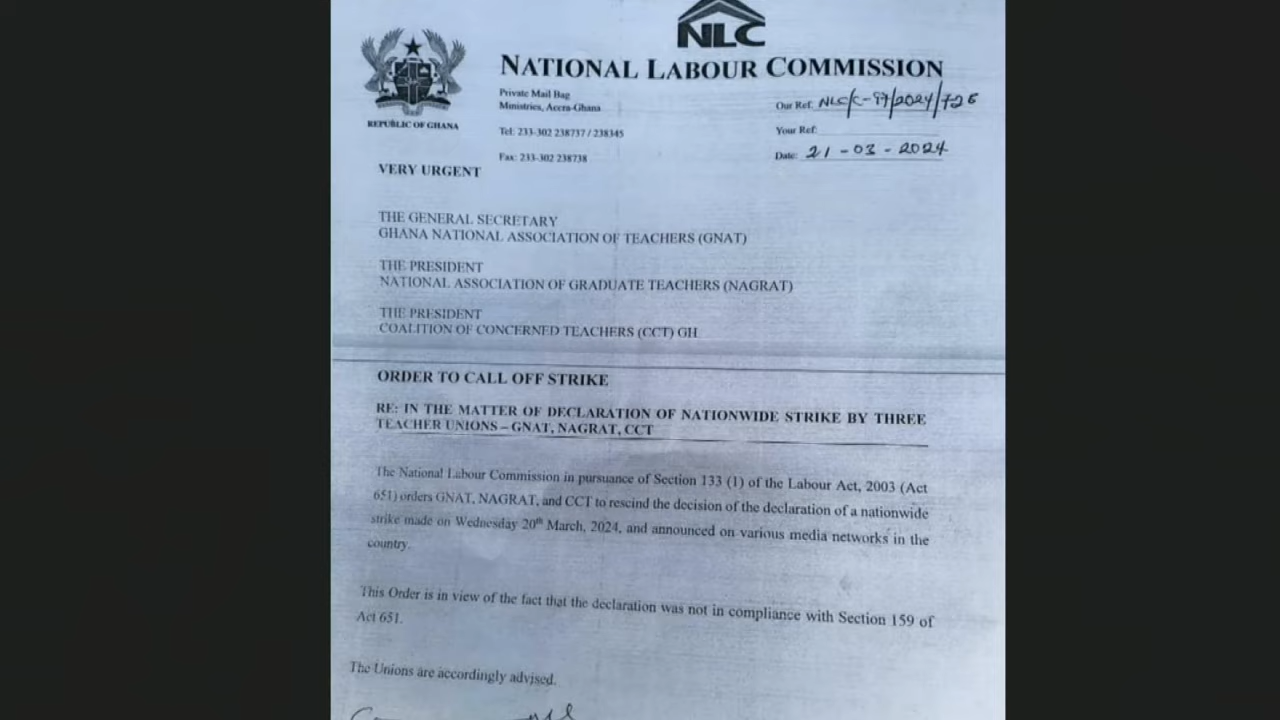 NLC
NATIONAL LABOUR COMMISSION
REPUBLIC OF GHANA
Private Mail Bag
Ministries, Accra-Ghana
Tel: 233-302 238737 / 238345
Fax: 233-302 238738
Our Ref:
Your Ref:
Date: 21-03-2024
VERY URGENT
THE GENERAL SECRETARY
GHANA NATIONAL ASSOCIATION OF TEACHERS (GNAT)
THE PRESIDENT
NATIONAL ASSOCIATION OF GRADUATE TEACHERS (NAGRAT)
THE PRESIDENT
COALITION OF CONCERNED TEACHERS (CCT) GH
ORDER TO CALL OFF STRIKE
RE: IN THE MATTER OF DECLARATION OF NATIONWIDE STRIKE BY THREE
TEACHER UNIONS – GNAT, NAGRAT, CCT
The National Labour Commission in pursuance of Section 133 (1) of the Labour Act, 2003 (Act
651) orders GNAT, NAGRAT, and CCT to rescind the decision of the declaration of a nationwide
strike made on Wednesday 20th March, 2024, and announced on various media networks in the
country.
This Order is in view of the fact that the declaration was not in compliance with Section 159 of
Act 651.
The Unions are accordingly advised.